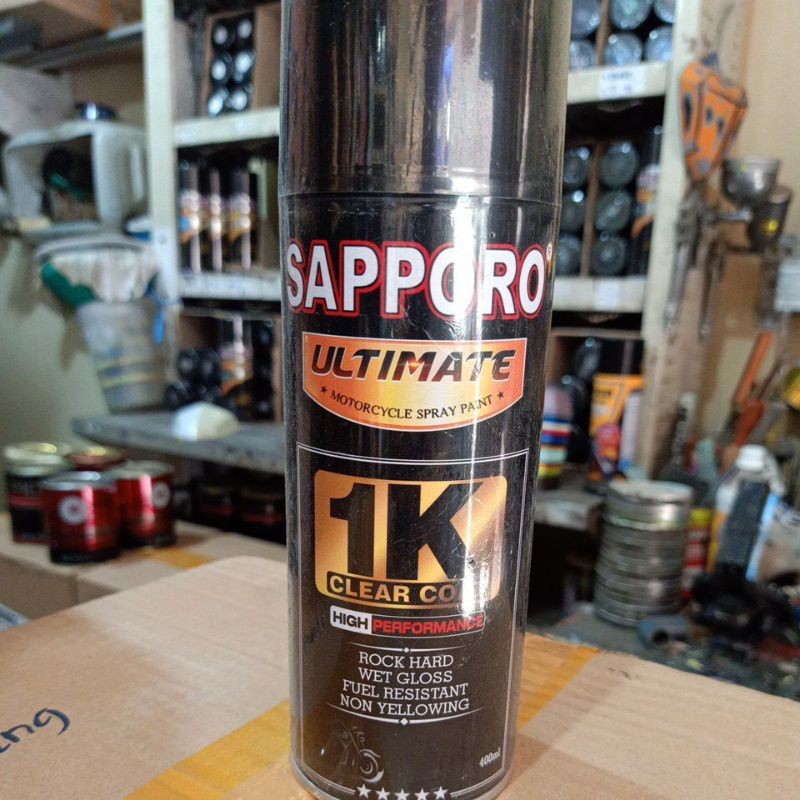 SAPPORO®
ULTIMATE
★ MOTORCYCLE SPRAY PAINT ★
1K
CLEAR CO
HIGH PERFORMANCE
ROCK HARD
WET GLOSS
FUEL RESISTANT
NON YELLOWING
400ml